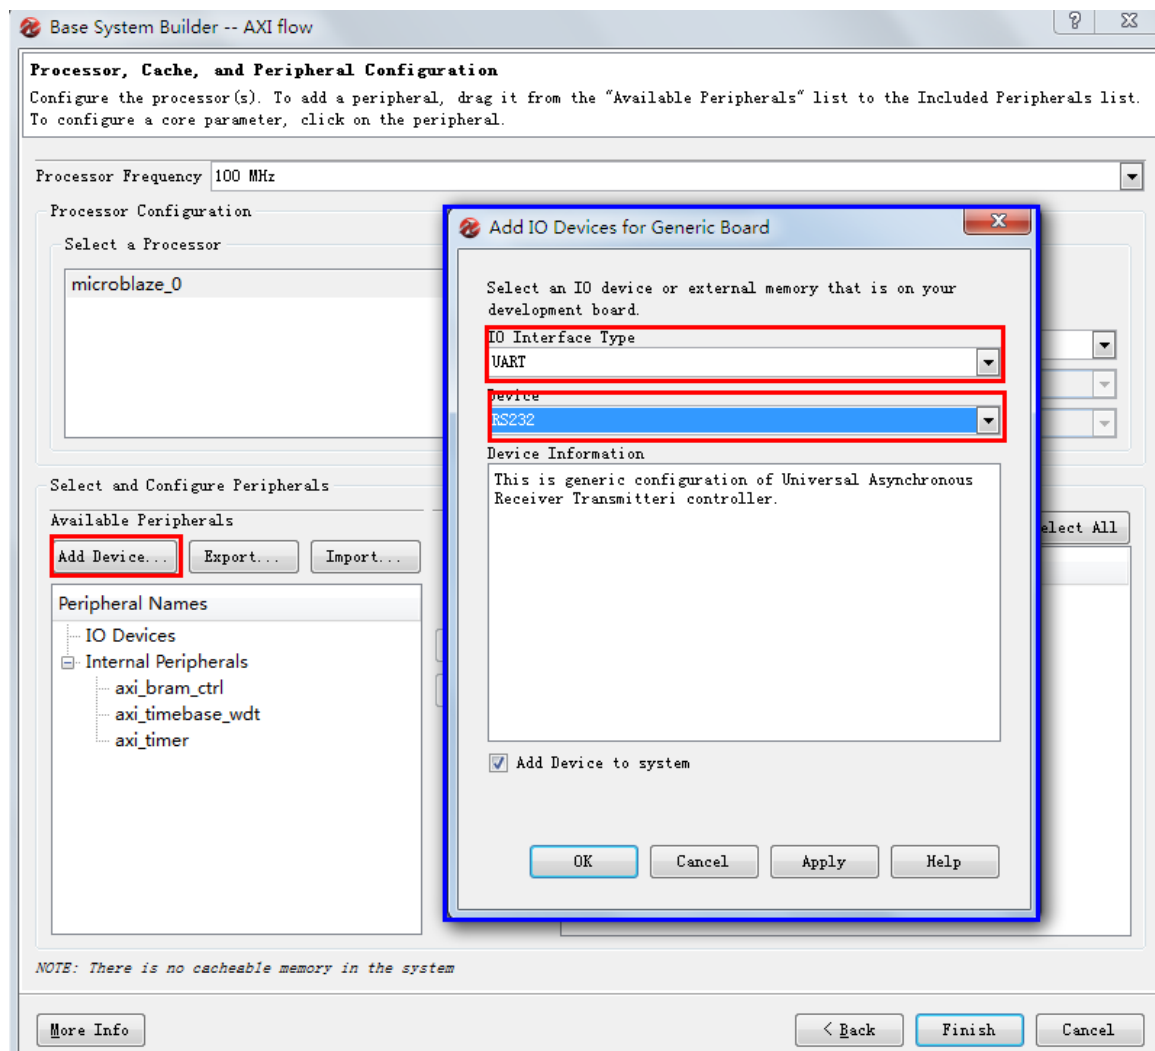 Base System Builder -- AXI flow
Processor, Cache, and Peripheral Configuration
Configure the processor(s). To add a peripheral, drag it from the "Available Peripherals" list to the Included Peripherals list.
To configure a core parameter, click on the peripheral.
Processor Frequency 100 MHz
Processor Configuration
Select a Processor
microblaze_0
Select and Configure Peripherals
Available Peripherals
Add Device... Export... Import...
elect All
Peripheral Names
IO Devices
Internal Peripherals
axi_bram_ctrl
axi_timebase_wdt
axi_timer
Add IO Devices for Generic Board
Select an IO device or external memory that is on your
development board.
IO Interface Type
UART
Device
RS232
Device Information
This is generic configuration of Universal Asynchronous
Receiver Transmitteri controller.
Add Device to system
OK Cancel Apply Help
NOTE: There is no cacheable memory in the system
More Info < Back Finish Cancel